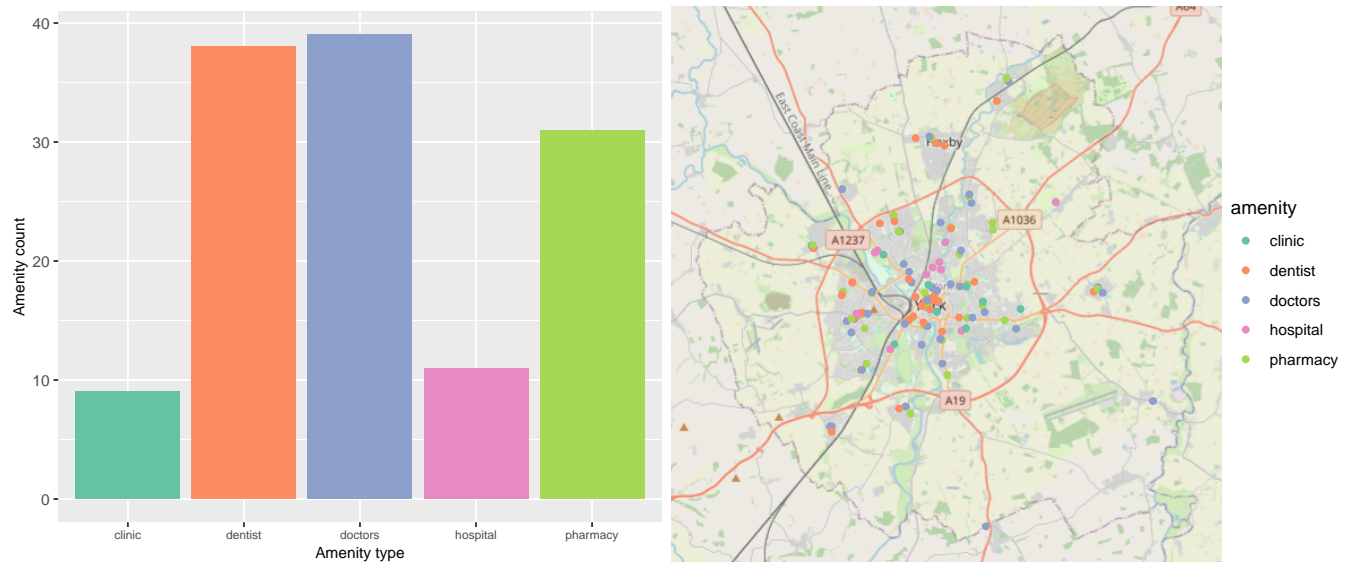 40
30
20
10
0
Amenity count
clinic
dentist
doctors
hospital
pharmacy
Amenity type
A64
East Coast Main Line
A1036
A1237
A19
amenity
clinic
dentist
doctors
hospital
pharmacy